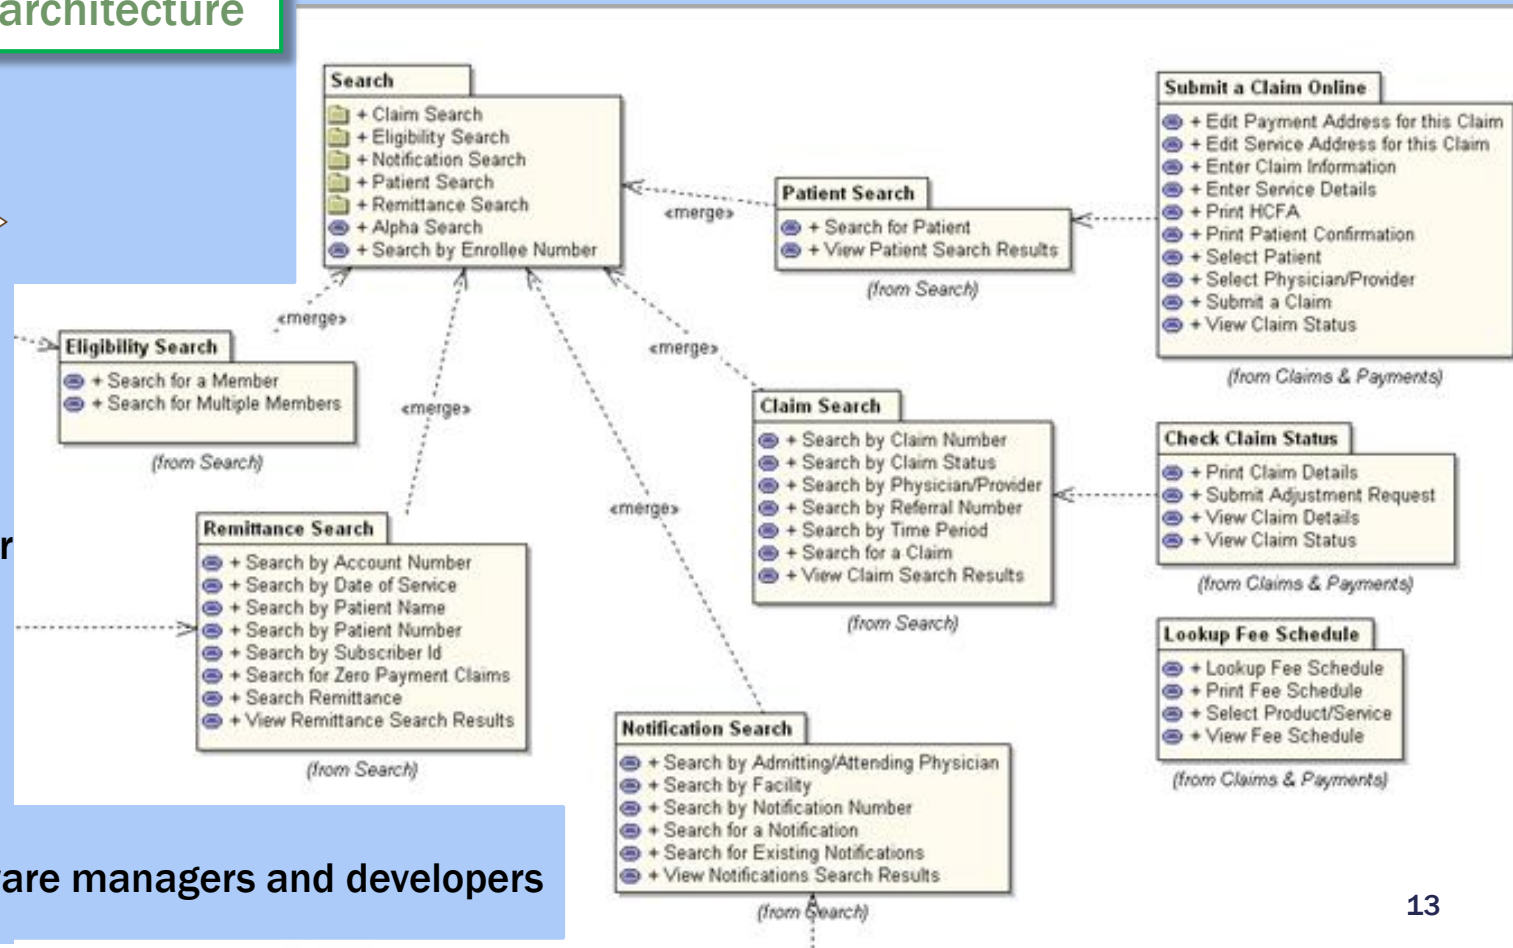 architecture
Search
+ Claim Search
+ Eligibility Search
+ Notification Search
+ Patient Search
+ Remittance Search
+ Alpha Search
+ Search by Enrollee Number
«merge»
Patient Search
+ Search for Patient
+ View Patient Search Results
(from Search)
Submit a Claim Online
+ Edit Payment Address for this Claim
+ Edit Service Address for this Claim
+ Enter Claim Information
+ Enter Service Details
+ Print HCFA
+ Print Patient Confirmation
+ Select Patient
+ Select Physician/Provider
+ Submit a Claim
+ View Claim Status
(from Claims & Payments)
«merge»
Eligibility Search
+ Search for a Member
+ Search for Multiple Members
(from Search)
«merge»
«merge»
Claim Search
+ Search by Claim Number
+ Search by Claim Status
+ Search by Physician/Provider
+ Search by Referral Number
+ Search by Time Period
+ Search for a Claim
+ View Claim Search Results
(from Search)
Check Claim Status
+ Print Claim Details
+ Submit Adjustment Request
+ View Claim Details
+ View Claim Status
(from Claims & Payments)
«merge»
r
Remittance Search
+ Search by Account Number
+ Search by Date of Service
+ Search by Patient Name
+ Search by Patient Number
+ Search by Subscriber Id
+ Search for Zero Payment Claims
+ Search Remittance
+ View Remittance Search Results
(from Search)
Lookup Fee Schedule
+ Lookup Fee Schedule
+ Print Fee Schedule
+ Select Product/Service
+ View Fee Schedule
(from Claims & Payments)
Notification Search
+ Search by Admitting/Attending Physician
+ Search by Facility
+ Search by Notification Number
+ Search for a Notification
+ Search for Existing Notifications
+ View Notifications Search Results
(from Search)
are managers and developers
13